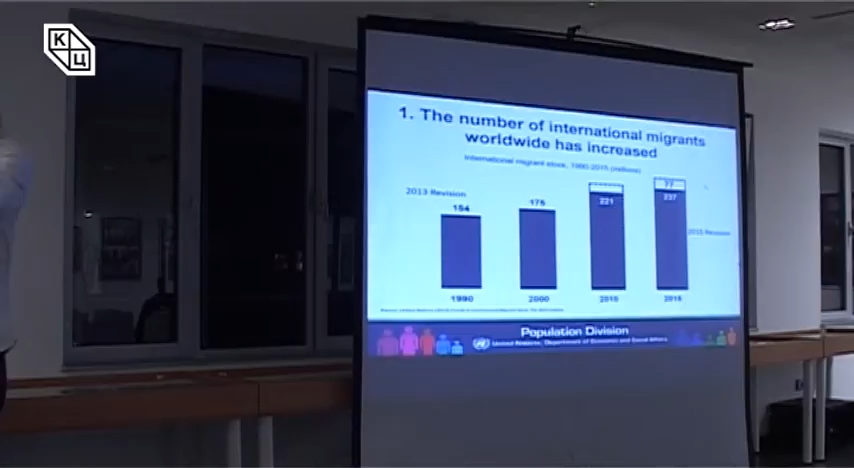 К
Ц
1. The number of international migrants
worldwide has increased
International migrant stock, 1990-2015 (millions)
2013 Revision
154
175
221
77
237
2015 Revision
1990
2000
2010
2015
Population Division
United Nations, Department of Economic and Social Affairs